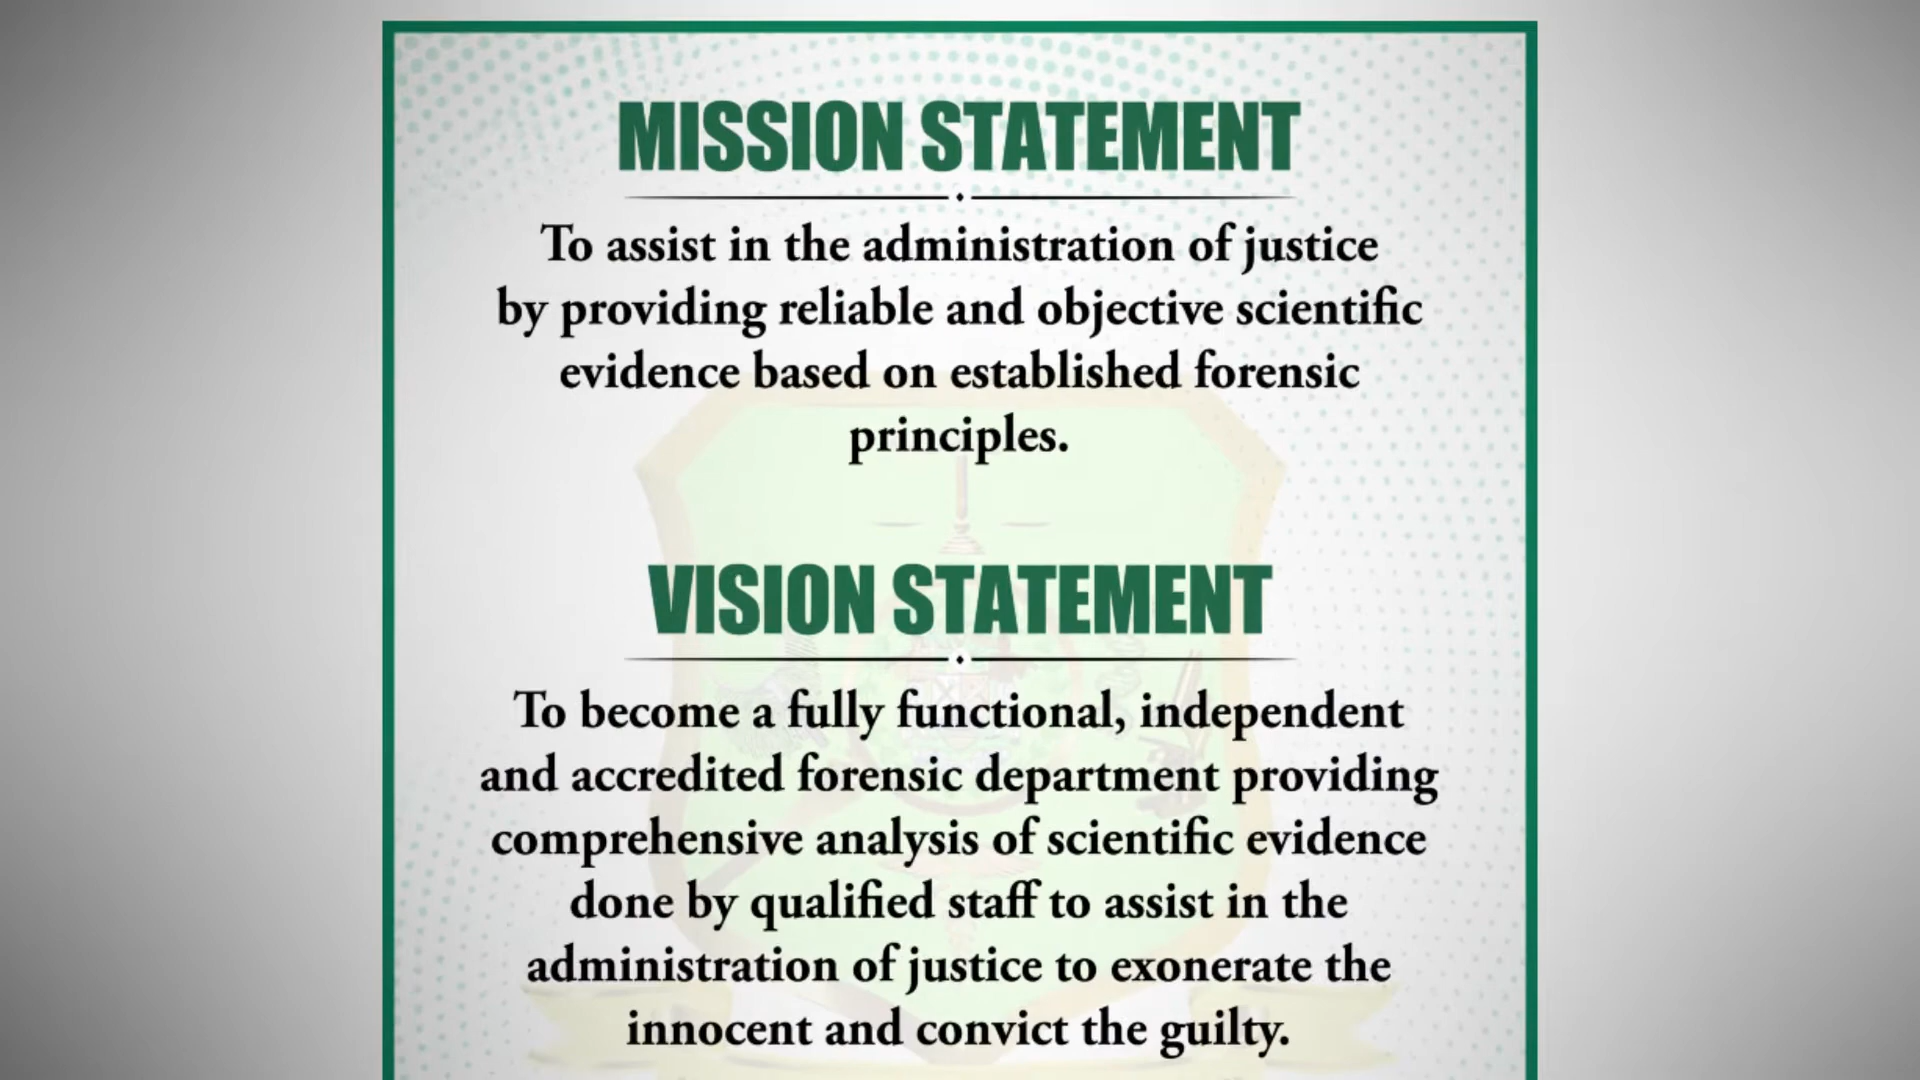 MISSION STATEMENT
To assist in the administration of justice
by providing reliable and objective scientific
evidence based on established forensic
principles.
VISION STATEMENT
To become a fully functional, independent
and accredited forensic department providing
comprehensive analysis of scientific evidence
done by qualified staff to assist in the
administration of justice to exonerate the
innocent and convict the guilty.